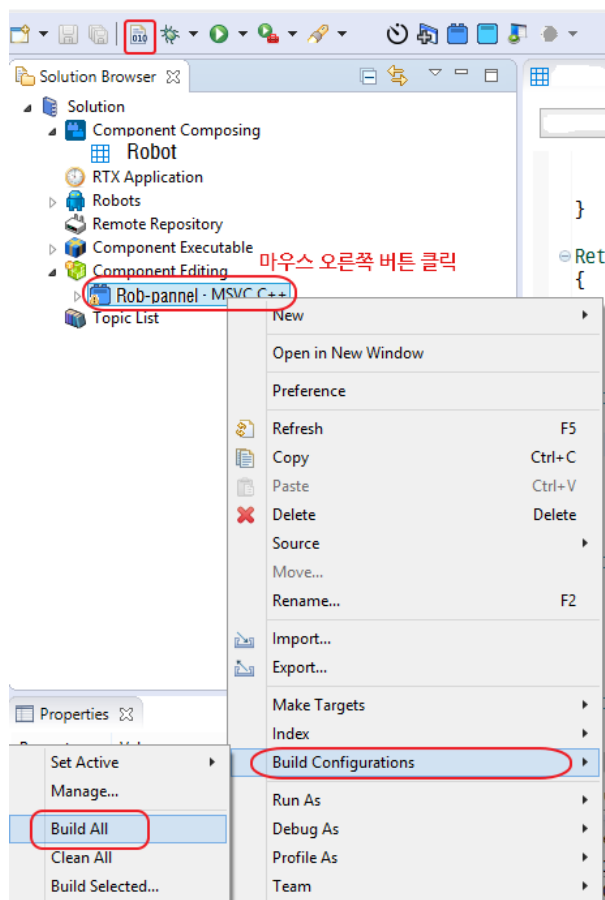 010
Solution Browser
Solution
Component Composing
Robot
RTX Application
Robots
Remote Repository
Component Executable
마우스 오른쪽 버튼 클릭
Component Editing
Rob-pannel - MSVC C++
Topic List
}
Ret
{
New
Open in New Window
Preference
Refresh F5
Copy Ctrl+C
Paste Ctrl+V
Delete Delete
Source
Move...
Rename... F2
Import...
Export...
Make Targets
Index
Build Configurations
Run As
Debug As
Profile As
Team
Properties
Set Active
Manage...
Build All
Clean All
Build Selected...